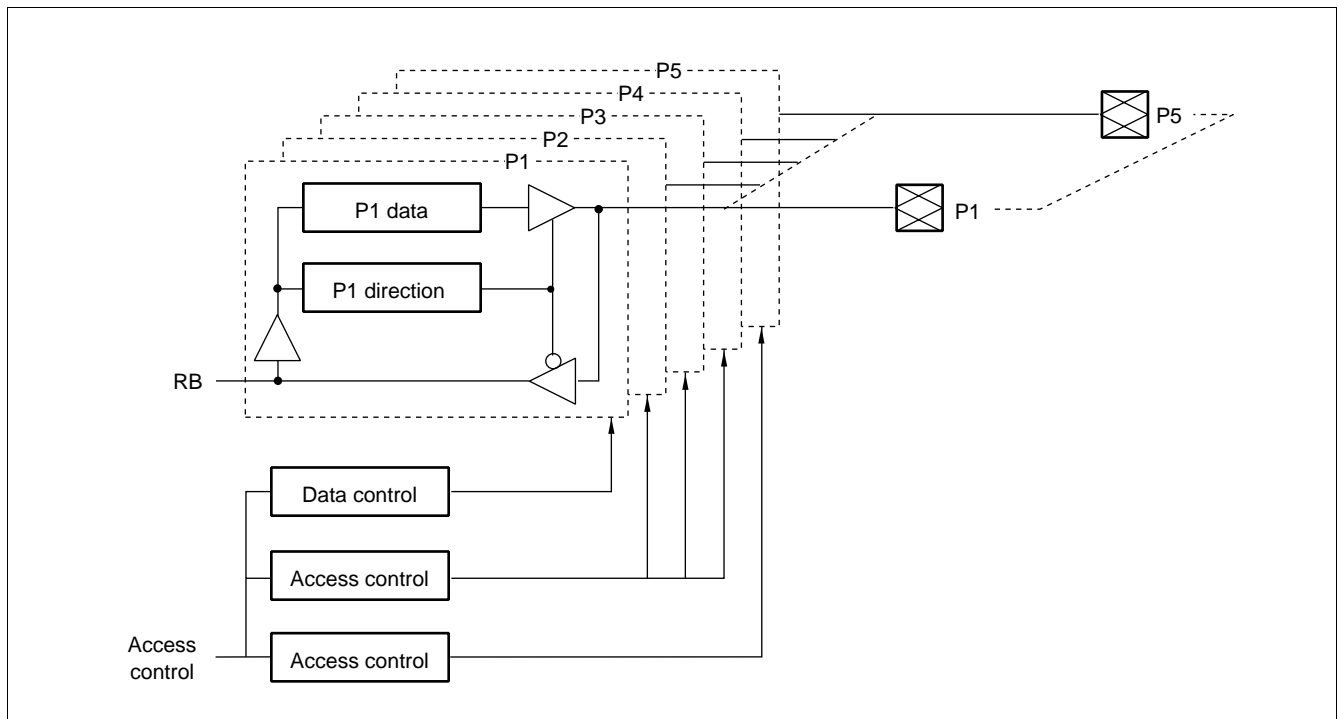 P5
P4
P3
P2
P1
P5
P1 data
P1
P1 direction
RB
Data control
Access control
Access
control
Access control